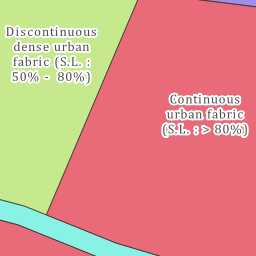 Discontinuous
dense urban
fabric (S.L. :
50% - 80%)
Continuous
urban fabric
(S.L. : > 80%)